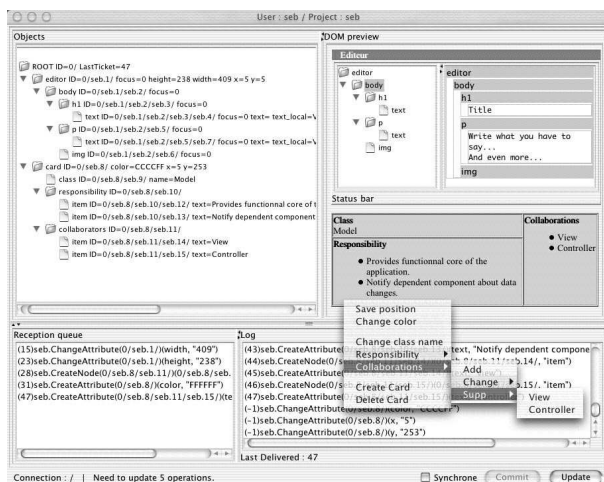 User : seb / Project : seb
Objects
ROOT ID=0/ LastTicket=47
editor ID=0/seb.1/ focus=0 height=238 width=409 x=5 y=5
body ID=0/seb.1/seb.2/ focus=0
h1 ID=0/seb.1/seb.2/seb.3/ focus=0
text ID=0/seb.1/seb.2/seb.3/seb.4/ focus=0 text= text_local=V
p ID=0/seb.1/seb.2/seb.5/ focus=0
text ID=0/seb.1/seb.2/seb.5/seb.7/ focus=0 text= text_local=V
img ID=0/seb.1/seb.2/seb.6/ focus=0
card ID=0/seb.8/ color=CCCCFF x=5 y=253
class ID=0/seb.8/seb.9/ name=Model
responsibility ID=0/seb.8/seb.10/
item ID=0/seb.8/seb.10/seb.12/ text=Provides functionnal core of t
item ID=0/seb.8/seb.10/seb.13/ text=Notify dependent component
collaborators ID=0/seb.8/seb.11/
item ID=0/seb.8/seb.11/seb.14/ text=View
item ID=0/seb.8/seb.11/seb.15/ text=Controller
DOM preview
Editeur
editor
body
h1
text
p
text
img
editor
body
h1
Title
p
Write what you have to
say...
And even more...
img
Status bar
Class
Model
Responsibility
Provides functionnal core of the
application.
Notify dependent component about data
changes.
Collaborations
View
Controller
Save position
Change color
Change class name
Responsibility
Collaborations
Create Card
Delete Card
Add
Change
Supp
View
Controller
Reception queue
(15)seb.ChangeAttribute(0/seb.1/)(width, "409")
(23)seb.ChangeAttribute(0/seb.1/)(height, "238")
(28)seb.CreateNode(0/seb.8/seb.11/)(0/seb.8/seb.
(31)seb.ChangeAttribute(0/seb.8/)(color, "FFFFFF")
(47)seb.CreateAttribute(0/seb.8/seb.11/seb.15/)(te
Log
(43)seb.CreateAttribute(0/ text, "Notify dependent compone
(44)seb.CreateNode(0/ seb.14/, "item")
(45)seb.CreateAttribute
(46)seb.CreateNode(0/ seb.15/, "item")
(47)seb.CreateAttribute
(-1)seb.ChangeAttribute(0/seb.8/)(color, "CCCCFF")
(-1)seb.ChangeAttribute(0/seb.8/)(x, "5")
(-1)seb.ChangeAttribute(0/seb.8/)(y, "253")
Last Delivered : 47
Connection : / | Need to update 5 operations.
Synchrone
Commit
Update